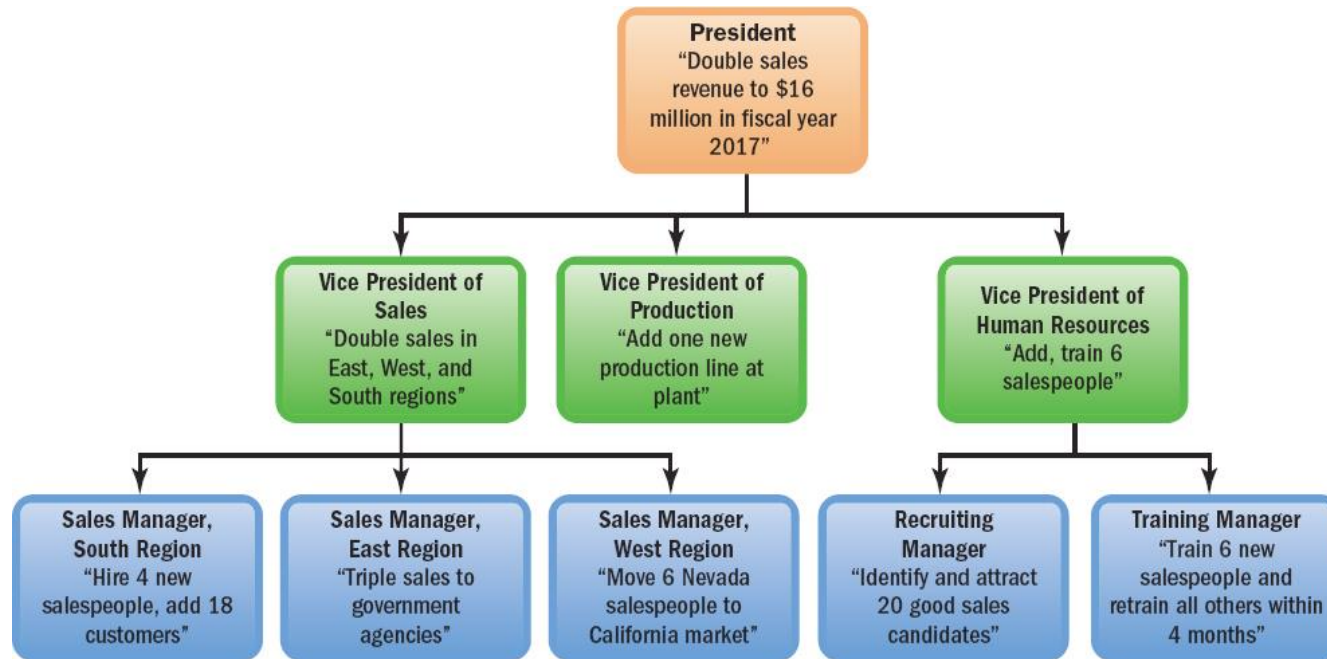 President
“Double sales
revenue to $16
million in fiscal year
2017”
Vice President of
Sales
“Double sales in
East, West, and
South regions”
Vice President of
Production
“Add one new
production line at
plant”
Vice President of
Human Resources
“Add, train 6
salespeople”
Sales Manager,
South Region
“Hire 4 new
salespeople, add 18
customers”
Sales Manager,
East Region
“Triple sales to
government
agencies”
Sales Manager,
West Region
“Move 6 Nevada
salespeople to
California market”
Recruiting
Manager
“Identify and attract
20 good sales
candidates”
Training Manager
“Train 6 new
salespeople and
retrain all others within
4 months”